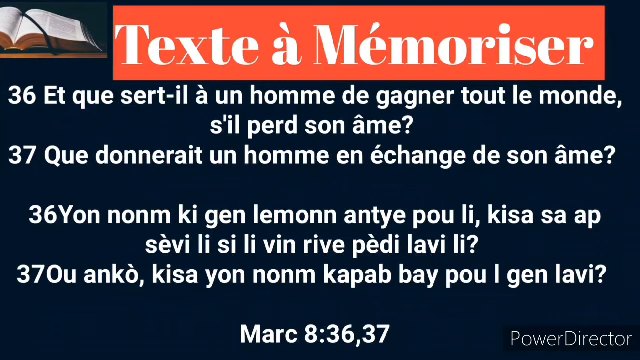 Texte à Mémoriser
36 Et que sert-il à un homme de gagner tout le monde,
s'il perd son âme?
37 Que donnerait un homme en échange de son âme?
36Yon nonm ki gen lemonn antye pou li, kisa sa ap
sèvi li si li vin rive pèdi lavi li?
37Ou ankò, kisa yon nonm kapab bay pou l gen lavi?
Marc 8:36,37
PowerDirector